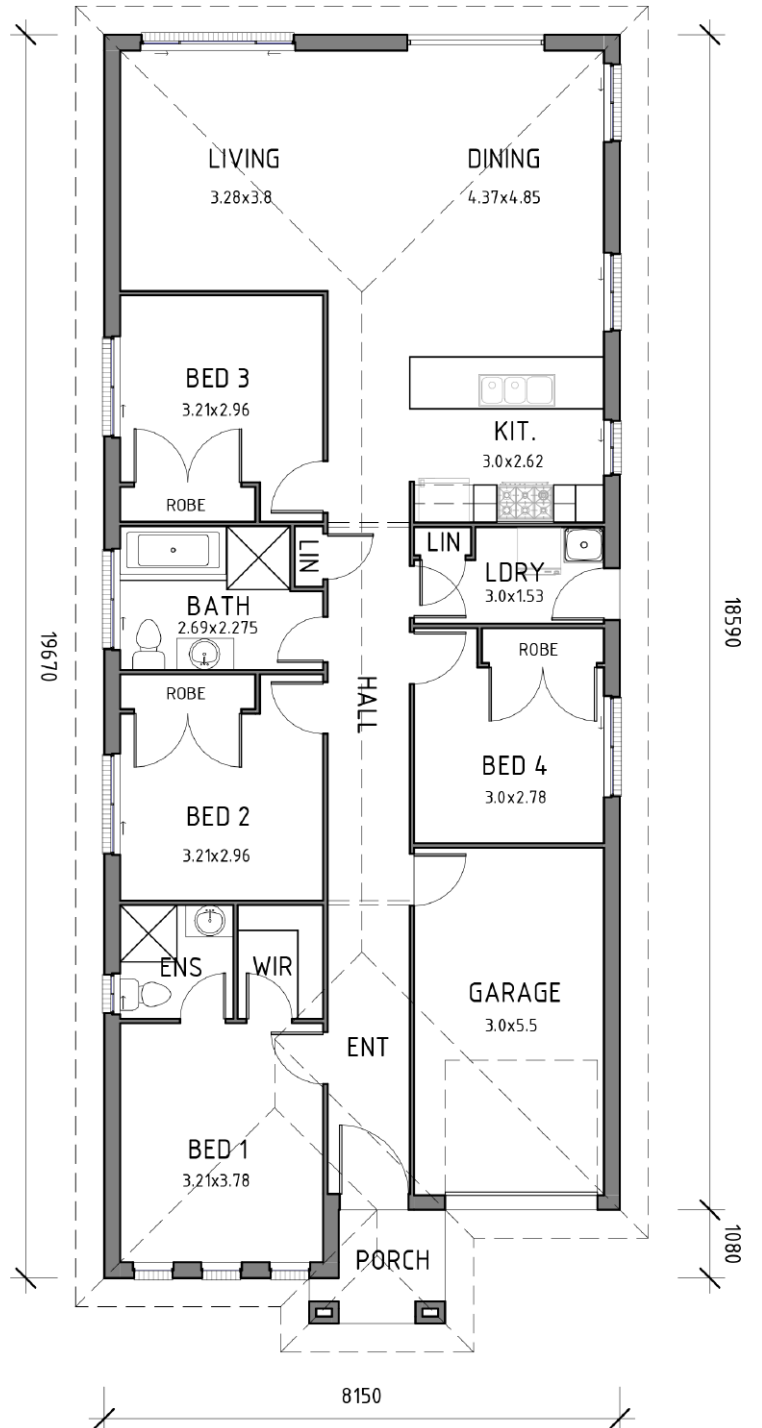 LIVING
3.28x3.8
DINING
4.37x4.85
BED 3
3.21x2.96
ROBE
KIT.
3.0x2.62
LIN
LIN
LDRY
3.0x1.53
BATH
2.69x2.275
ROBE
ROBE
HALL
19670
18590
BED 2
3.21x2.96
BED 4
3.0x2.78
ENS
WIR
GARAGE
3.0x5.5
ENT
BED 1
3.21x3.78
PORCH
1080
8150